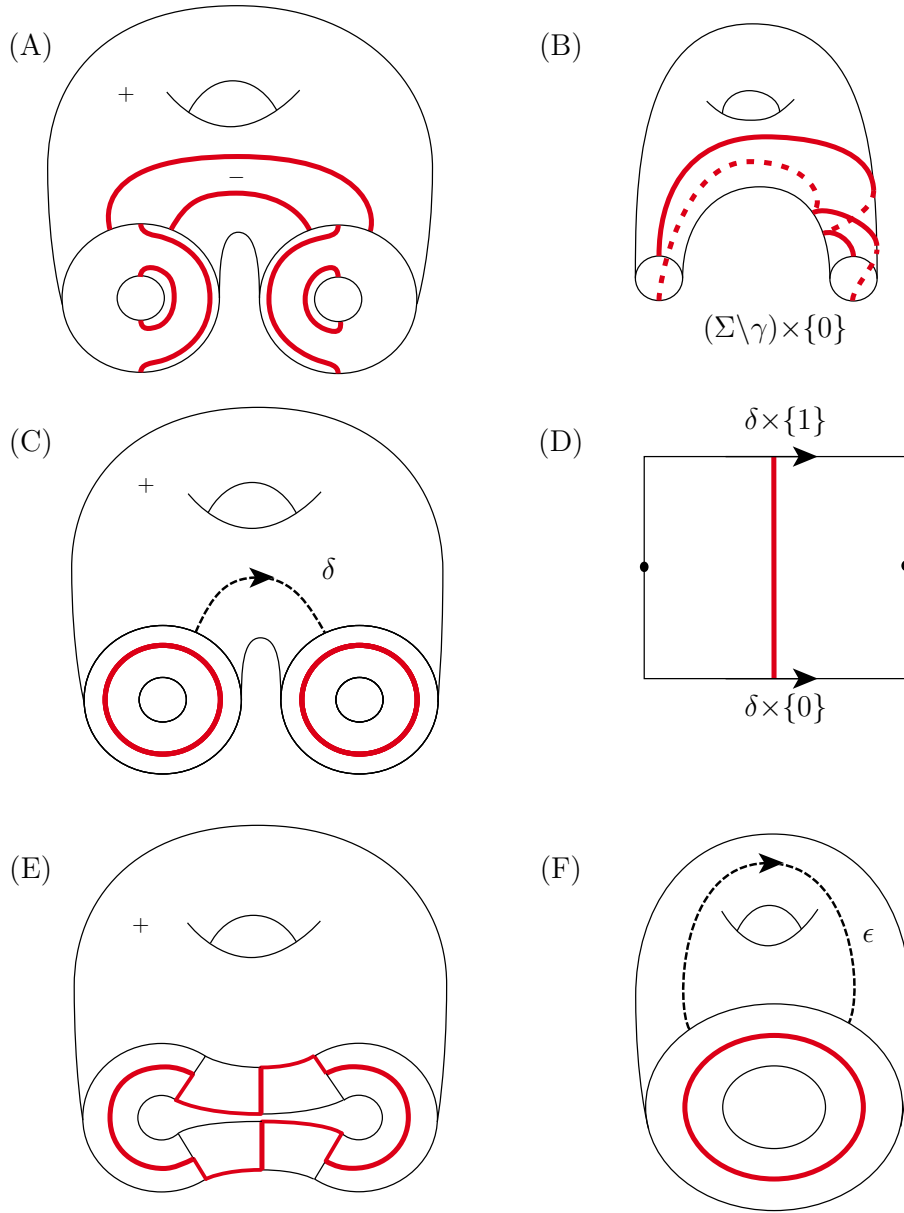 (A)
+
−
(B)
(Σ\γ)×{0}
(C)
+
δ
(D)
δ×{1}
δ×{0}
(E)
+
(F)
ϵ